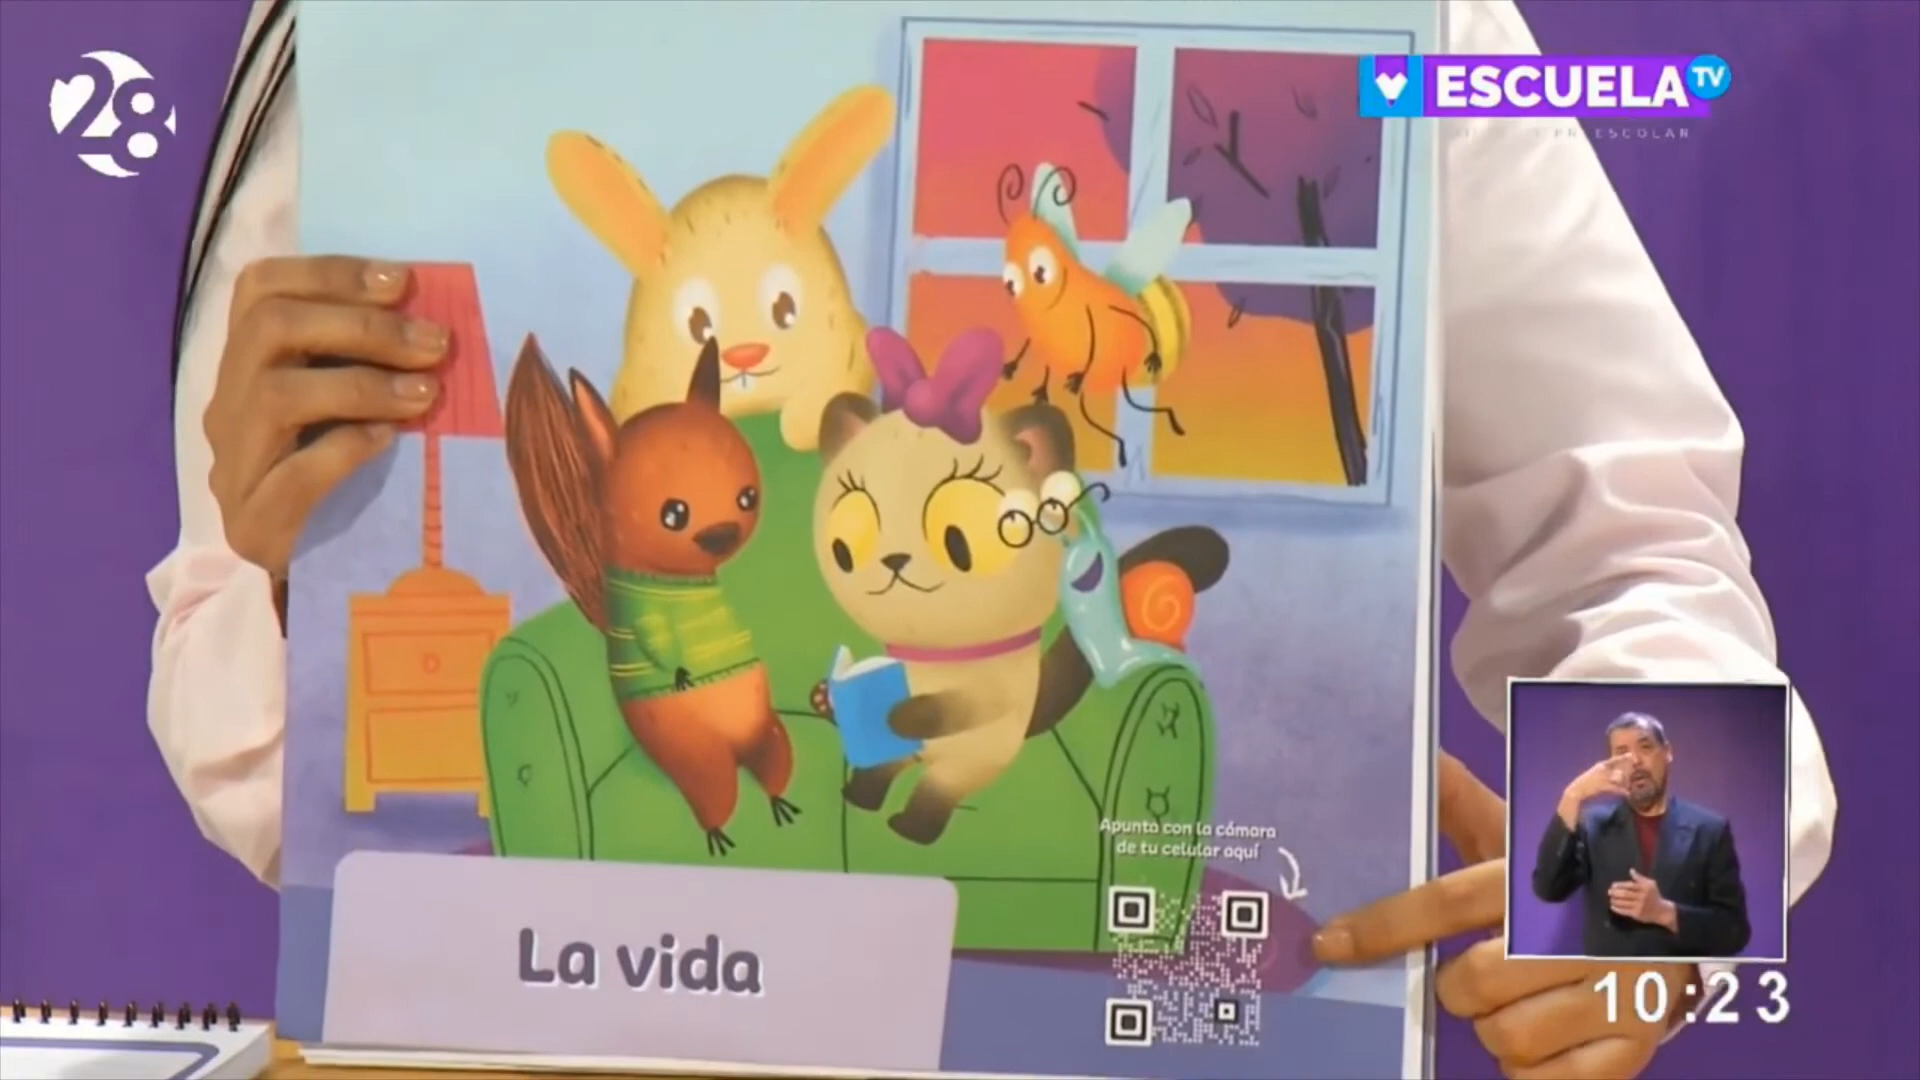 28
ESCUELA TV
Apunta con la cámara
de tu celular aquí
La vida
10:23